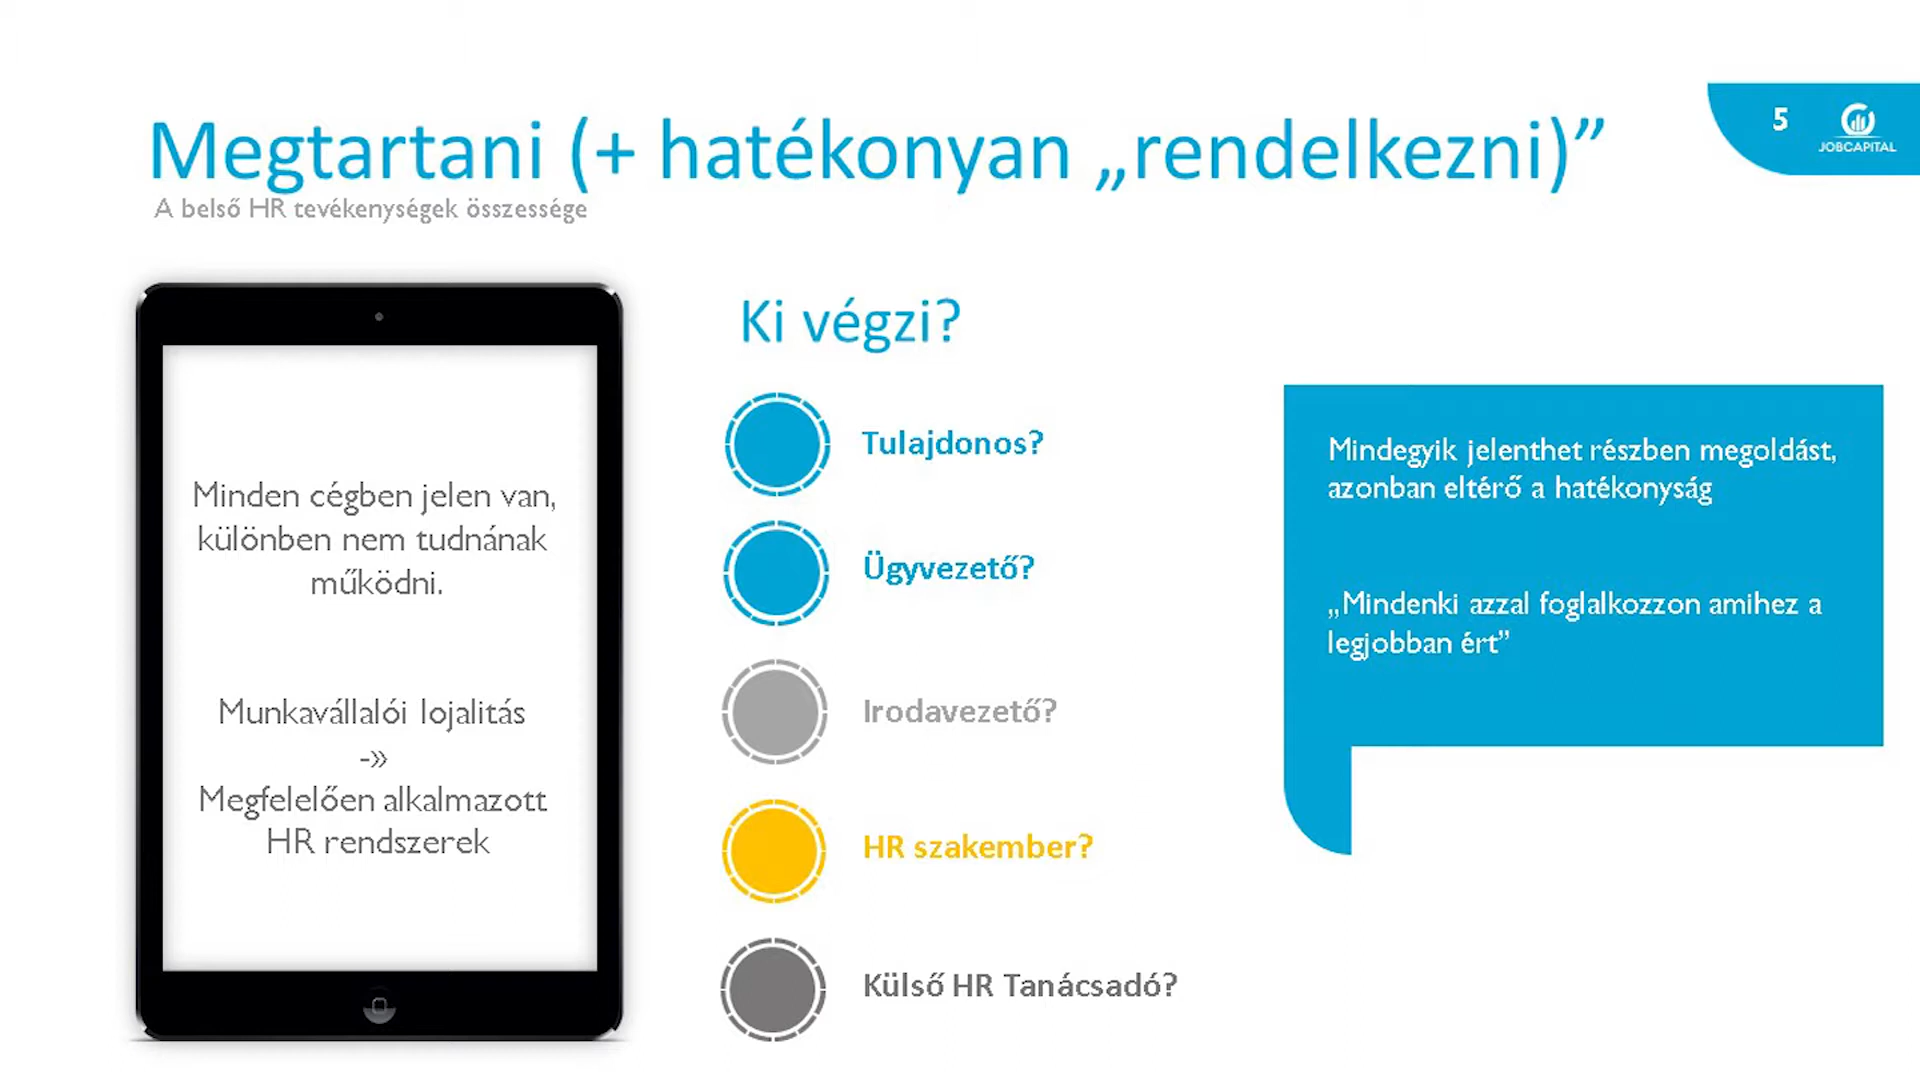 Megtartani (+ hatékonyan „rendelkezni)”
5
JOBCAPITAL
A belső HR tevékenységek összessége
Minden cégben jelen van,
különben nem tudnának
működni.
Munkavállalói lojalitás
-»
Megfelelően alkalmazott
HR rendszerek
Ki végzi?
Tulajdonos?
Ügyvezető?
Irodavezető?
HR szakember?
Külső HR Tanácsadó?
Mindegyik jelenthet részben megoldást,
azonban eltérő a hatékonyság
„Mindenki azzal foglalkozzon amihez a
legjobban ért”